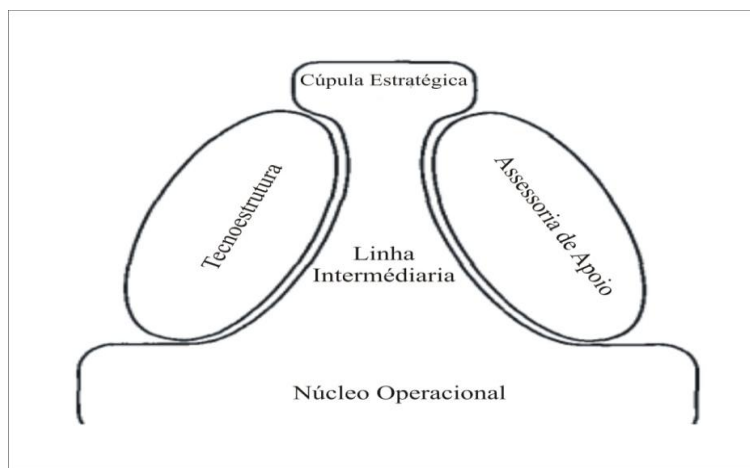 Cúpula Estratégica
Tecnoestrutura
Assessoria de Apoio
Linha
Intermédiaria
Núcleo Operacional